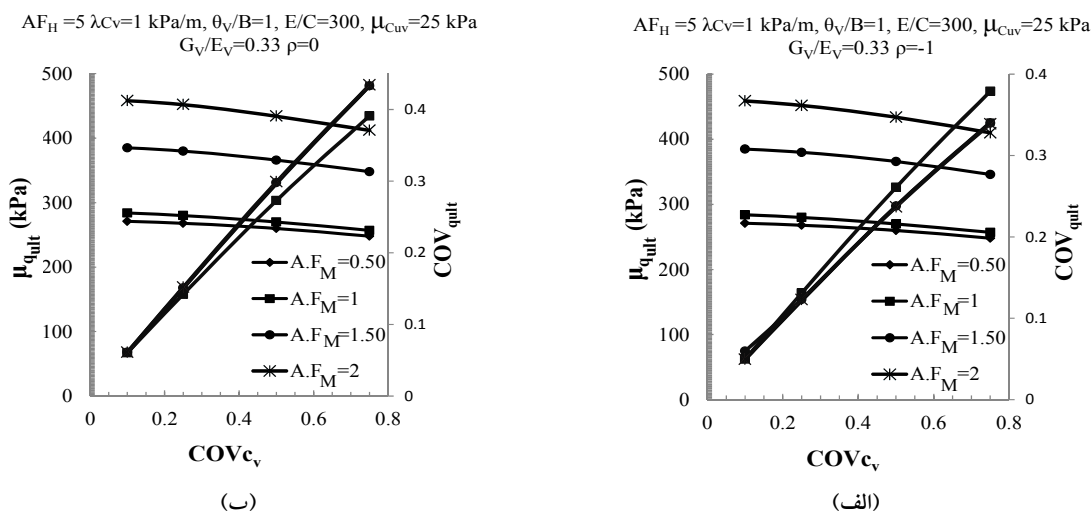 AF_H =5 λ_Cv=1 kPa/m, θ_V/B=1, E/C=300, μ_Cuv=25 kPa
G_V/E_V=0.33 ρ=0
500
400
300
200
100
0
μ_qult (kPa)
0.4
0.3
0.2
0.1
0
COV_qult
A.F_M=0.50
A.F_M=1
A.F_M=1.50
A.F_M=2
0 0.2 0.4 0.6 0.8
COVc_v
(ب)
AF_H =5 λ_Cv=1 kPa/m, θ_V/B=1, E/C=300, μ_Cuv=25 kPa
G_V/E_V=0.33 ρ=-1
500
400
300
200
100
0
μ_qult (kPa)
0.4
0.3
0.2
0.1
0
COV_qult
A.F_M=0.50
A.F_M=1
A.F_M=1.50
A.F_M=2
0 0.2 0.4 0.6 0.8
COVc_v
(الف)